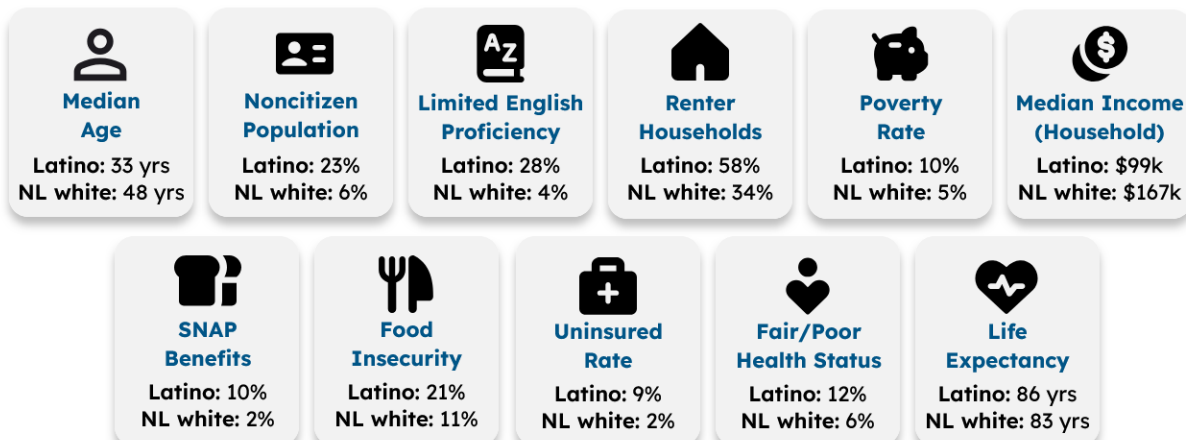 Median
Age
Latino: 33 yrs
NL white: 48 yrs
Noncitizen
Population
Latino: 23%
NL white: 6%
AZ
Limited English
Proficiency
Latino: 28%
NL white: 4%
Renter
Households
Latino: 58%
NL white: 34%
Poverty
Rate
Latino: 10%
NL white: 5%
$
Median Income
(Household)
Latino: $99k
NL white: $167k
SNAP
Benefits
Latino: 10%
NL white: 2%
Food
Insecurity
Latino: 21%
NL white: 11%
Uninsured
Rate
Latino: 9%
NL white: 2%
Fair/Poor
Health Status
Latino: 12%
NL white: 6%
Life
Expectancy
Latino: 86 yrs
NL white: 83 yrs